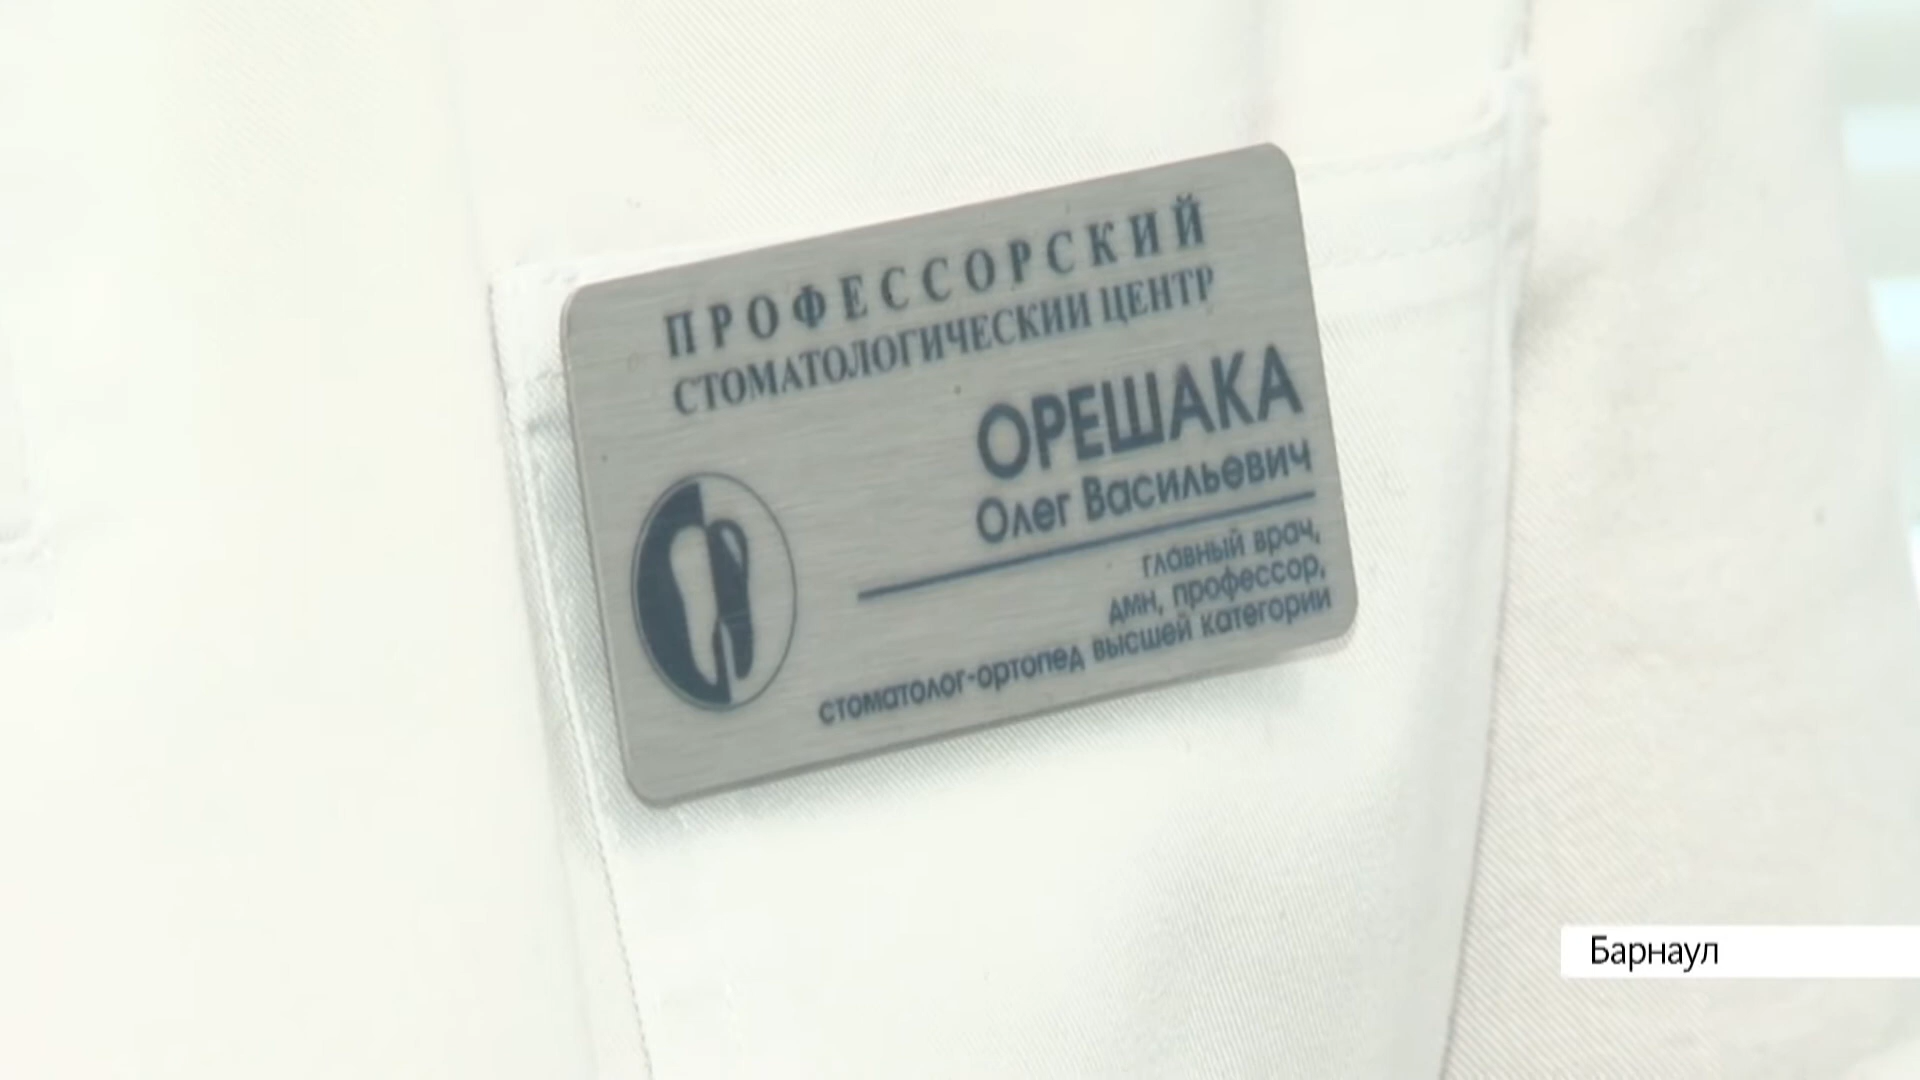 ПРОФЕССОРСКИЙ
СТОМАТОЛОГИЧЕСКИЙ ЦЕНТР
ОРЕШАКА
Олег Васильевич
главный врач,
дмн, профессор,
стоматолог-ортопед высшей категории
Барнаул